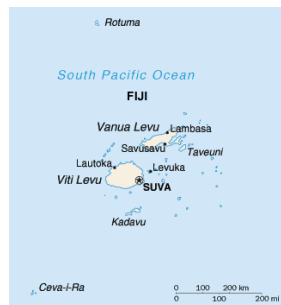 Rotuma
South Pacific Ocean
FIJI
Vanua Levu
Lambasa
Savusavu
Taveuni
Lautoka
Levuka
Viti Levu
SUVA
Kadavu
Ceva-i-Ra
0 100 200 km
0 100 200 mi